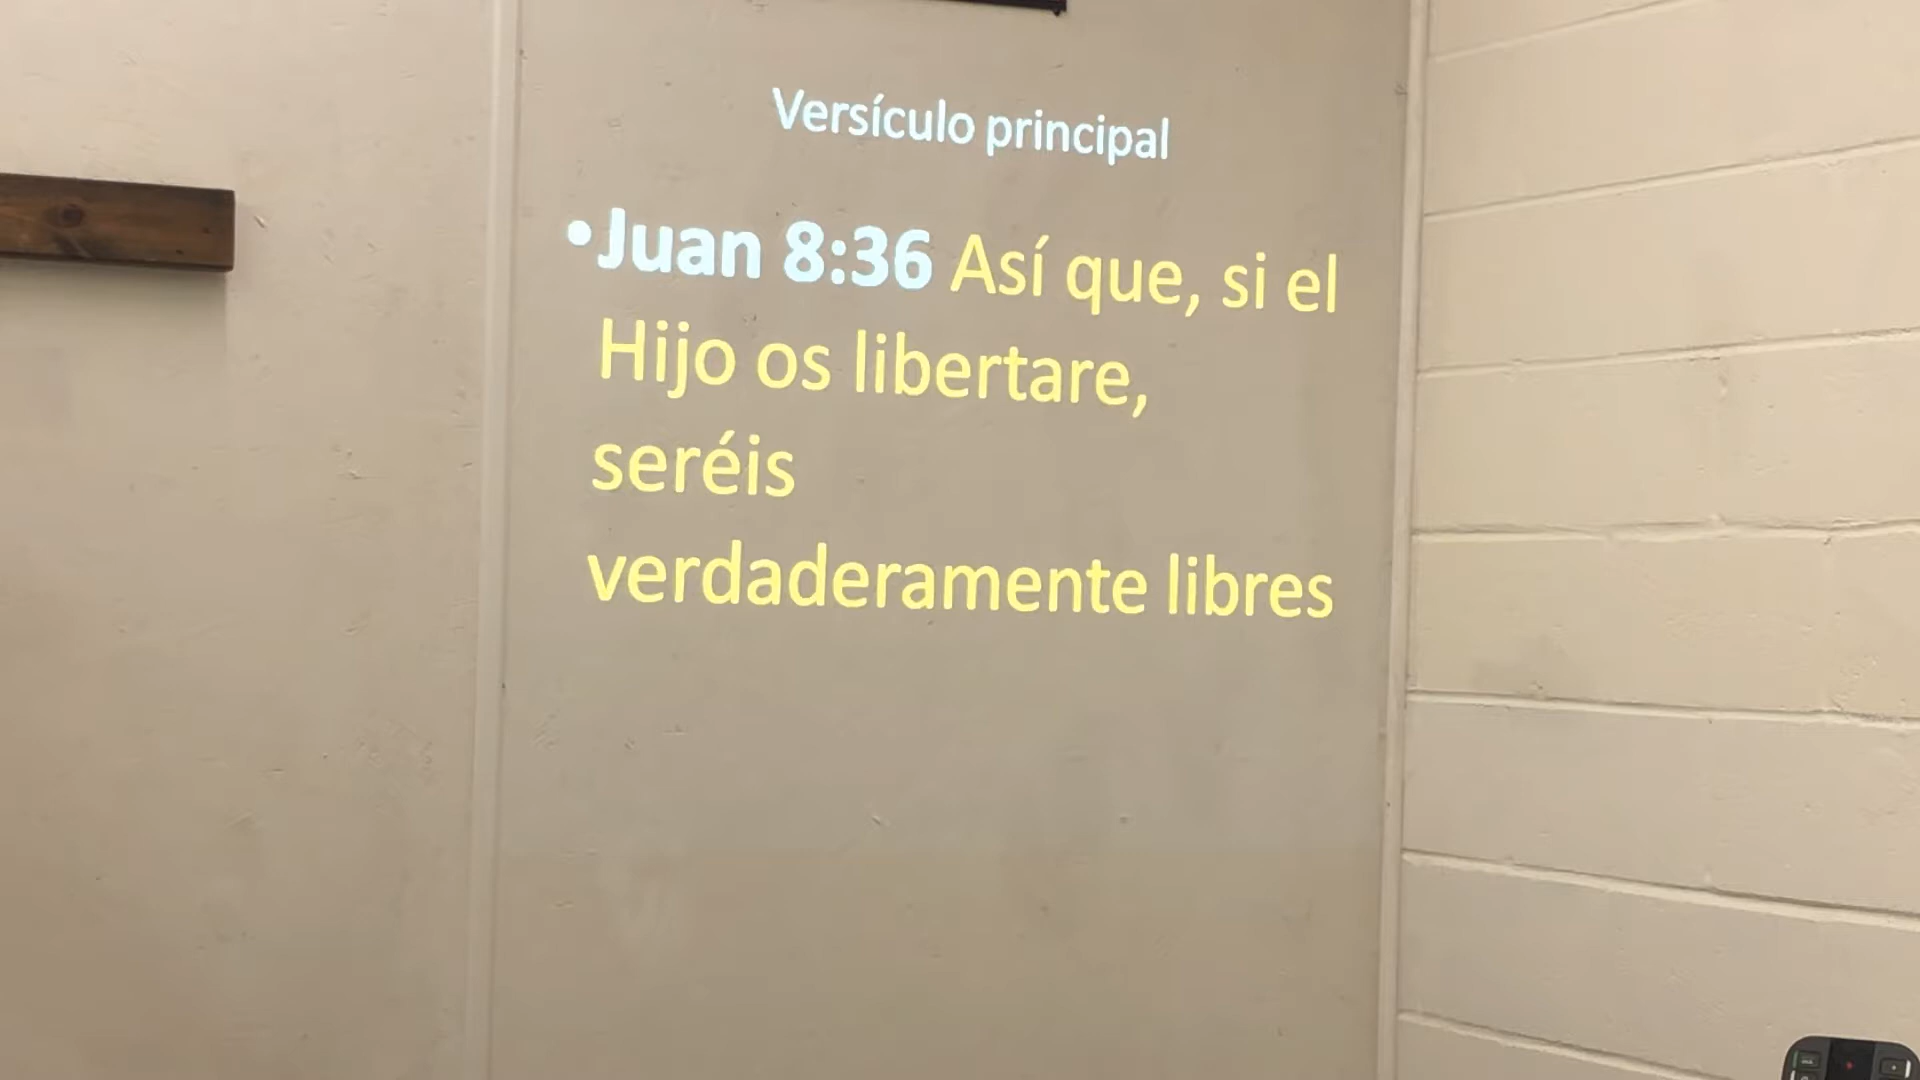 Versículo principal
•Juan 8:36 Así que, si el
Hijo os libertare,
seréis
verdaderamente libres